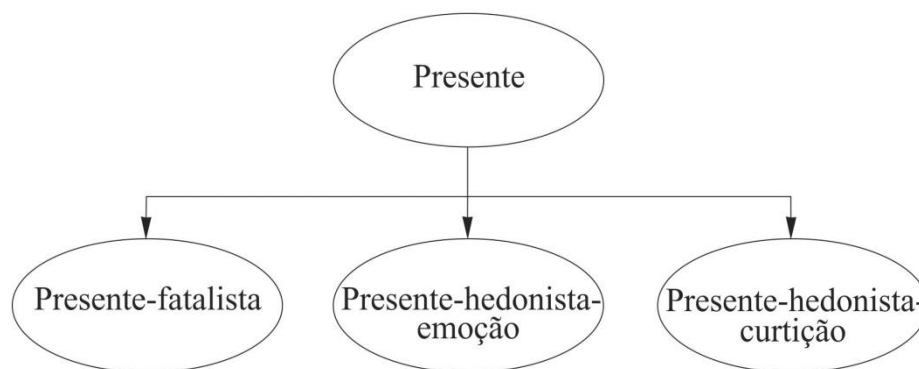 Presente
Presente-fatalista
Presente-hedonista-
emoção
Presente-hedonista-
curtição